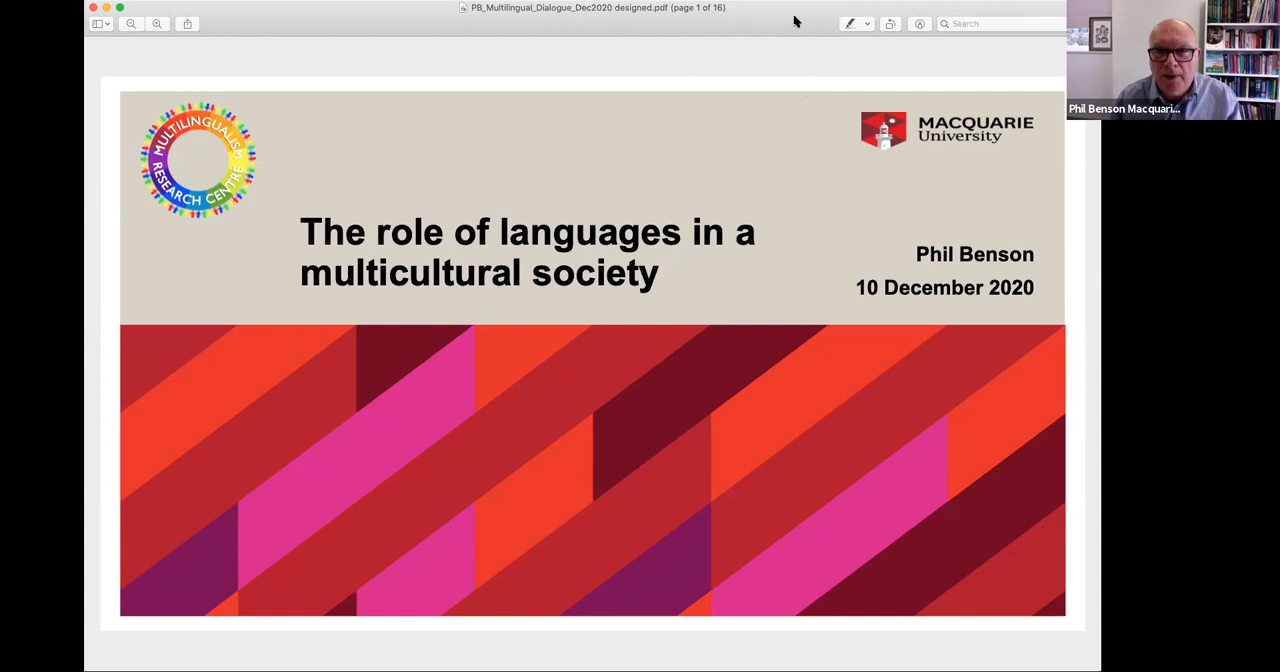 PB_Multilingual_Dialogue_Dec2020 designed.pdf (page 1 of 16)
Search
Phil Benson Macquari...
MULTILINGUALISM
RESEARCH CENTRE
MACQUARIE
University
The role of languages in a
multicultural society
Phil Benson
10 December 2020